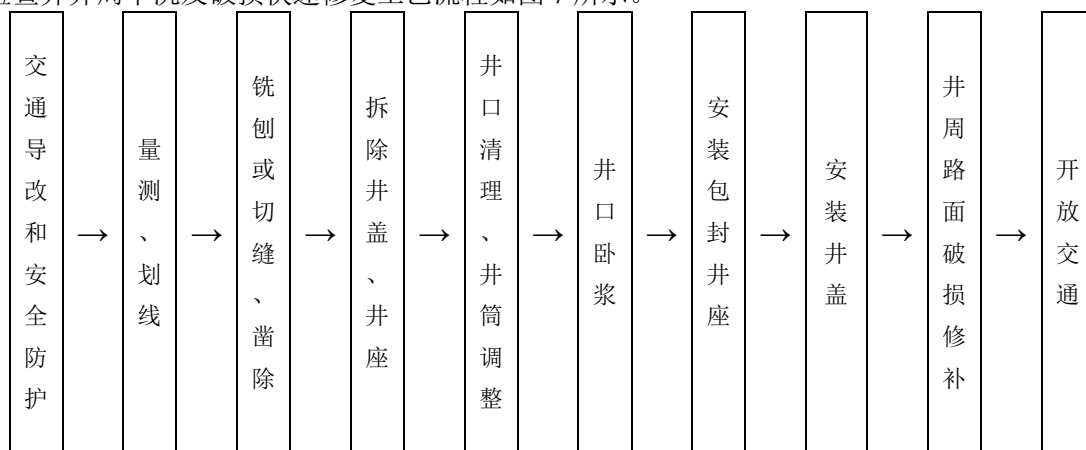 交通导改和安全防护
→
量测、划线
→
铣刨或切缝、凿除
→
拆除井盖、井座
→
井口清理、井筒调整
→
井口卧浆
→
安装包封井座
→
安装井盖
→
井周路面破损修补
→
开放交通